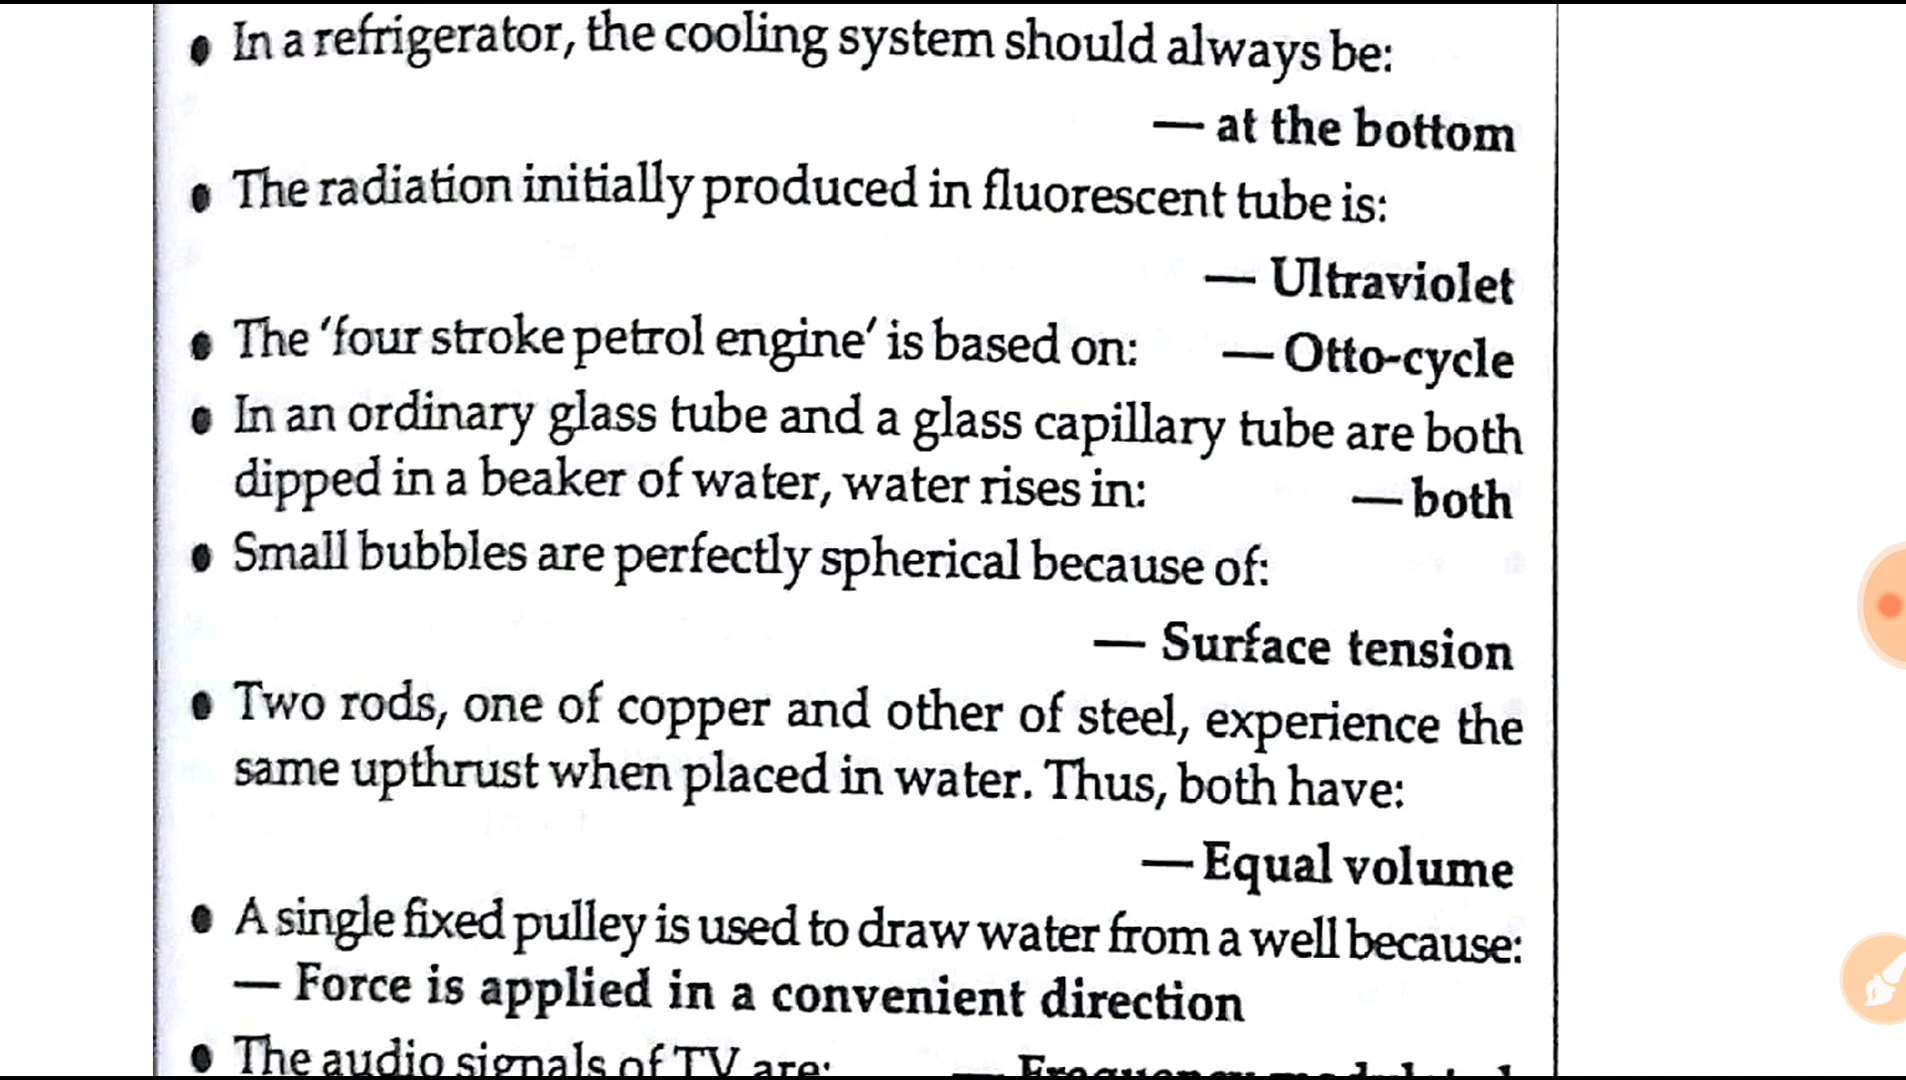 • In a refrigerator, the cooling system should always be:
— at the bottom
• The radiation initially produced in fluorescent tube is:
— Ultraviolet
• The ‘four stroke petrol engine’ is based on: — Otto-cycle
• In an ordinary glass tube and a glass capillary tube are both
dipped in a beaker of water, water rises in: — both
• Small bubbles are perfectly spherical because of:
— Surface tension
• Two rods, one of copper and other of steel, experience the
same upthrust when placed in water. Thus, both have:
— Equal volume
• A single fixed pulley is used to draw water from a well because:
— Force is applied in a convenient direction
• The audio signals of TV are: — Frequency modulated